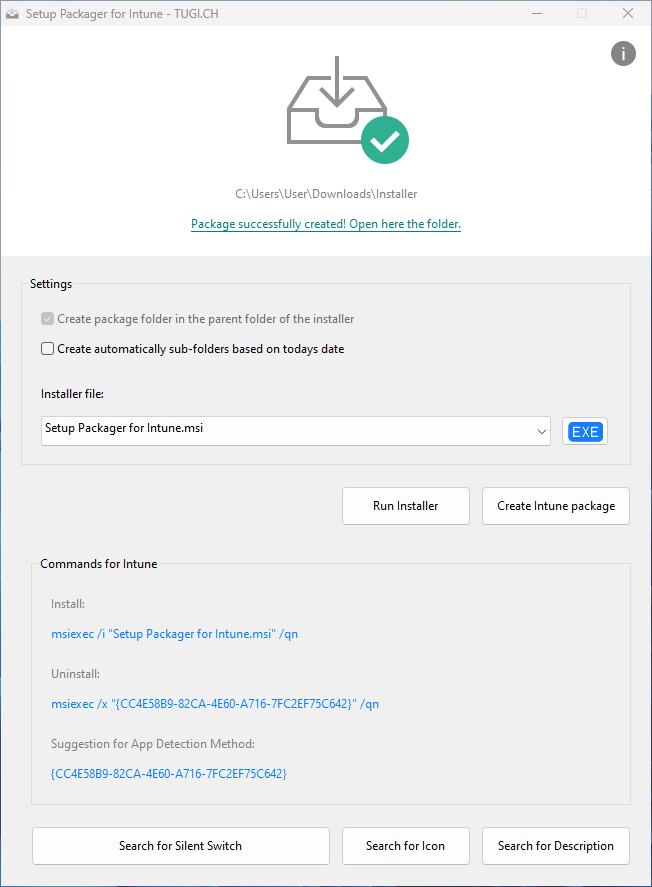 Setup Packager for Intune - TUGI.CH
i
C:\Users\User\Downloads\Installer
Package successfully created! Open here the folder.
Settings
Create package folder in the parent folder of the installer
Create automatically sub-folders based on todays date
Installer file:
Setup Packager for Intune.msi
EXE
Run Installer
Create Intune package
Commands for Intune
Install:
msiexec /i "Setup Packager for Intune.msi" /qn
Uninstall:
msiexec /x "{CC4E58B9-82CA-4E60-A716-7FC2EF75C642}" /qn
Suggestion for App Detection Method:
{CC4E58B9-82CA-4E60-A716-7FC2EF75C642}
Search for Silent Switch
Search for Icon
Search for Description